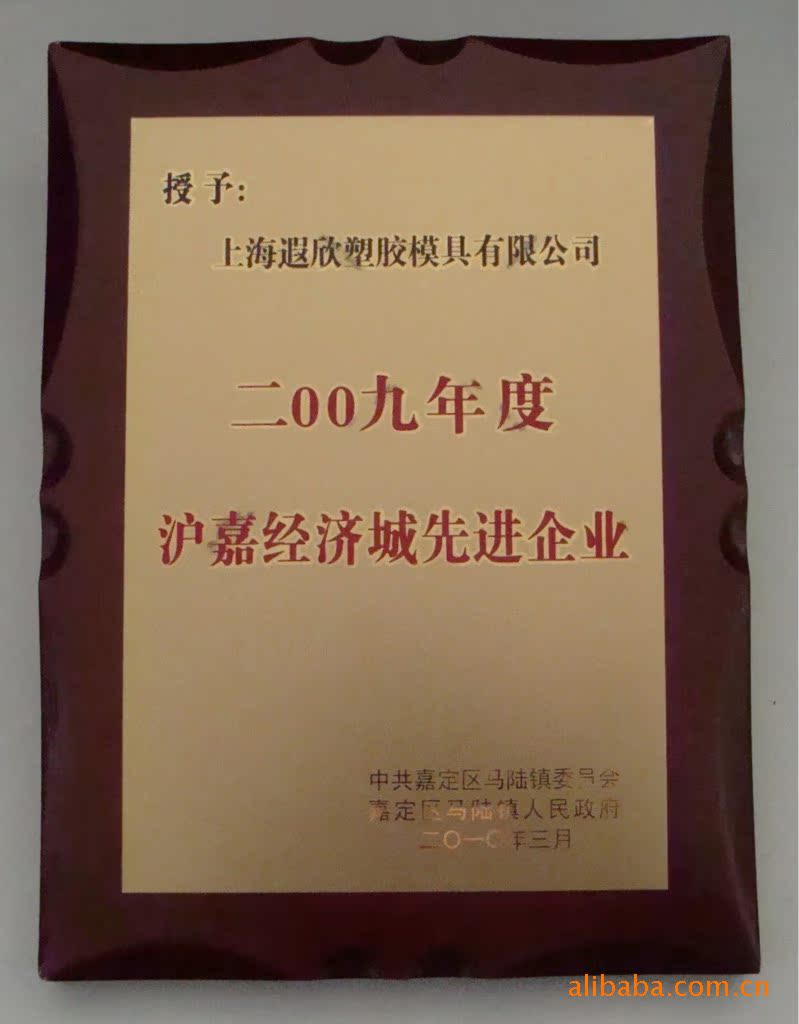 授予:
上海遐欣塑胶模具有限公司
二00九年度
沪嘉经济城先进企业
中共嘉定区马陆镇委员会
嘉定区马陆镇人民政府
二〇一〇年三月
alibaba.com.cn